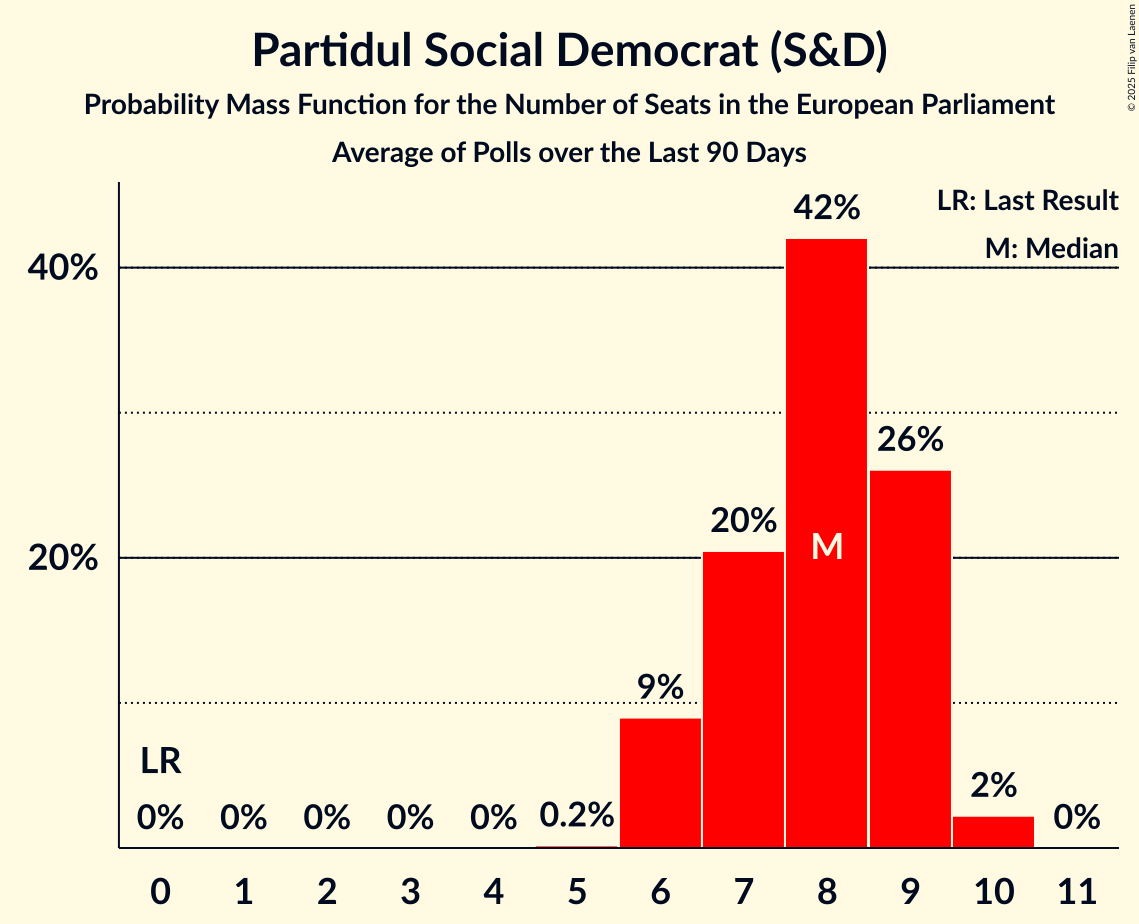 Partidul Social Democrat (S&D)
Probability Mass Function for the Number of Seats in the European Parliament
Average of Polls over the Last 90 Days
© 2025 Filip van Laenen
LR: Last Result
M: Median
42%
40%
26%
20%
M
20%
9%
LR
2%
0% 0% 0% 0% 0% 0.2% 0%
0 1 2 3 4 5 6 7 8 9 10 11